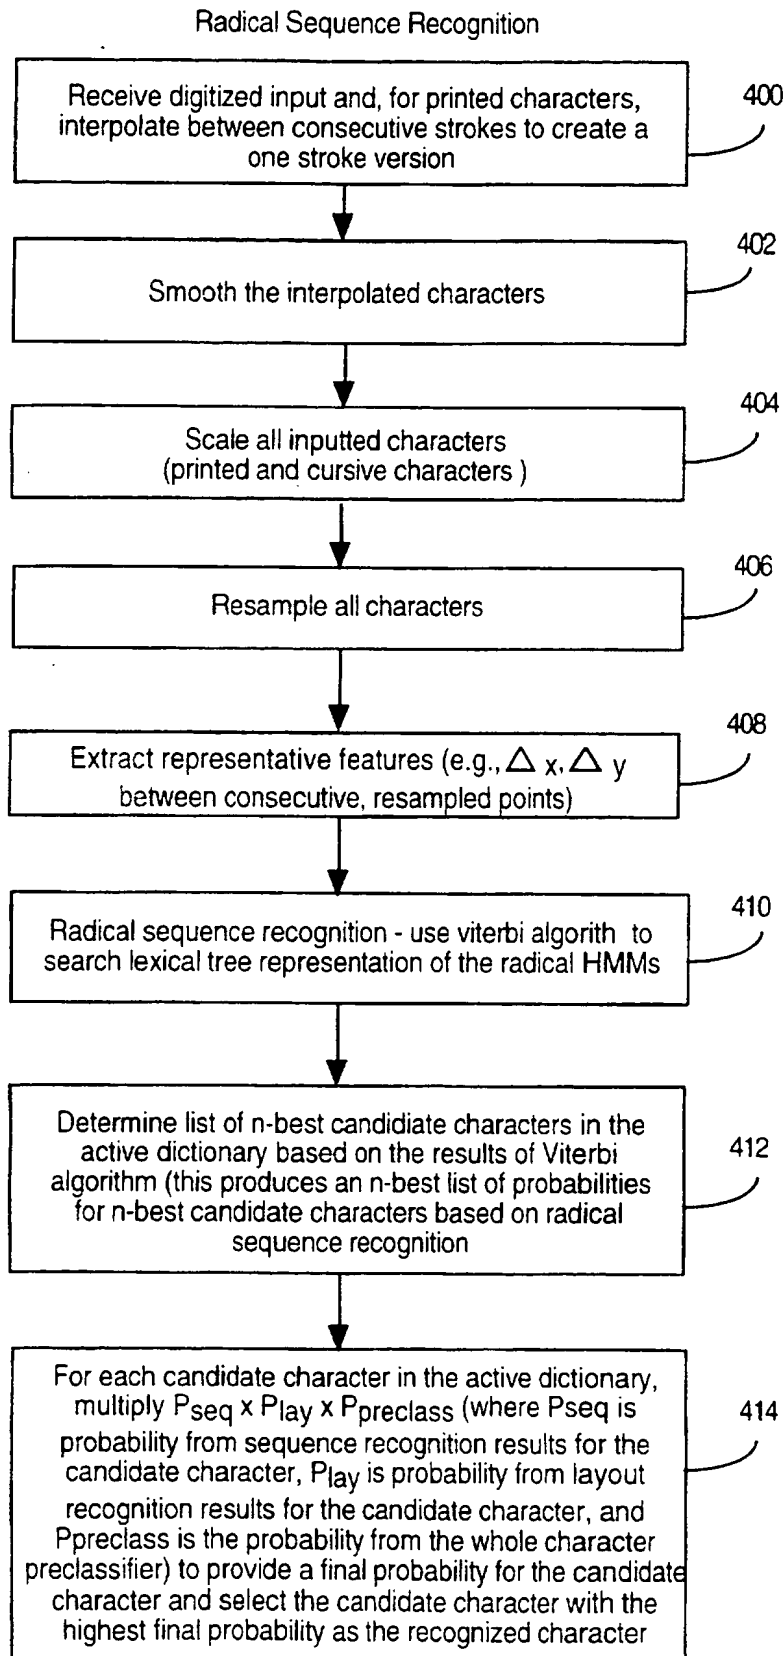 Radical Sequence Recognition
Receive digitized input and, for printed characters,
interpolate between consecutive strokes to create a
one stroke version
400
Smooth the interpolated characters
402
Scale all inputted characters
(printed and cursive characters )
404
Resample all characters
406
Extract representative features (e.g., Δ x, Δ y
between consecutive, resampled points)
408
Radical sequence recognition - use viterbi algorith to
search lexical tree representation of the radical HMMs
410
Determine list of n-best candidiate characters in the
active dictionary based on the results of Viterbi
algorithm (this produces an n-best list of probabilities
for n-best candidate characters based on radical
sequence recognition
412
For each candidate character in the active dictionary,
multiply Pseq x Play x Ppreclass (where Pseq is
probability from sequence recognition results for the
candidate character, Play is probability from layout
recognition results for the candidate character, and
Ppreclass is the probability from the whole character
preclassifier) to provide a final probability for the candidate
character and select the candidate character with the
highest final probability as the recognized character
414